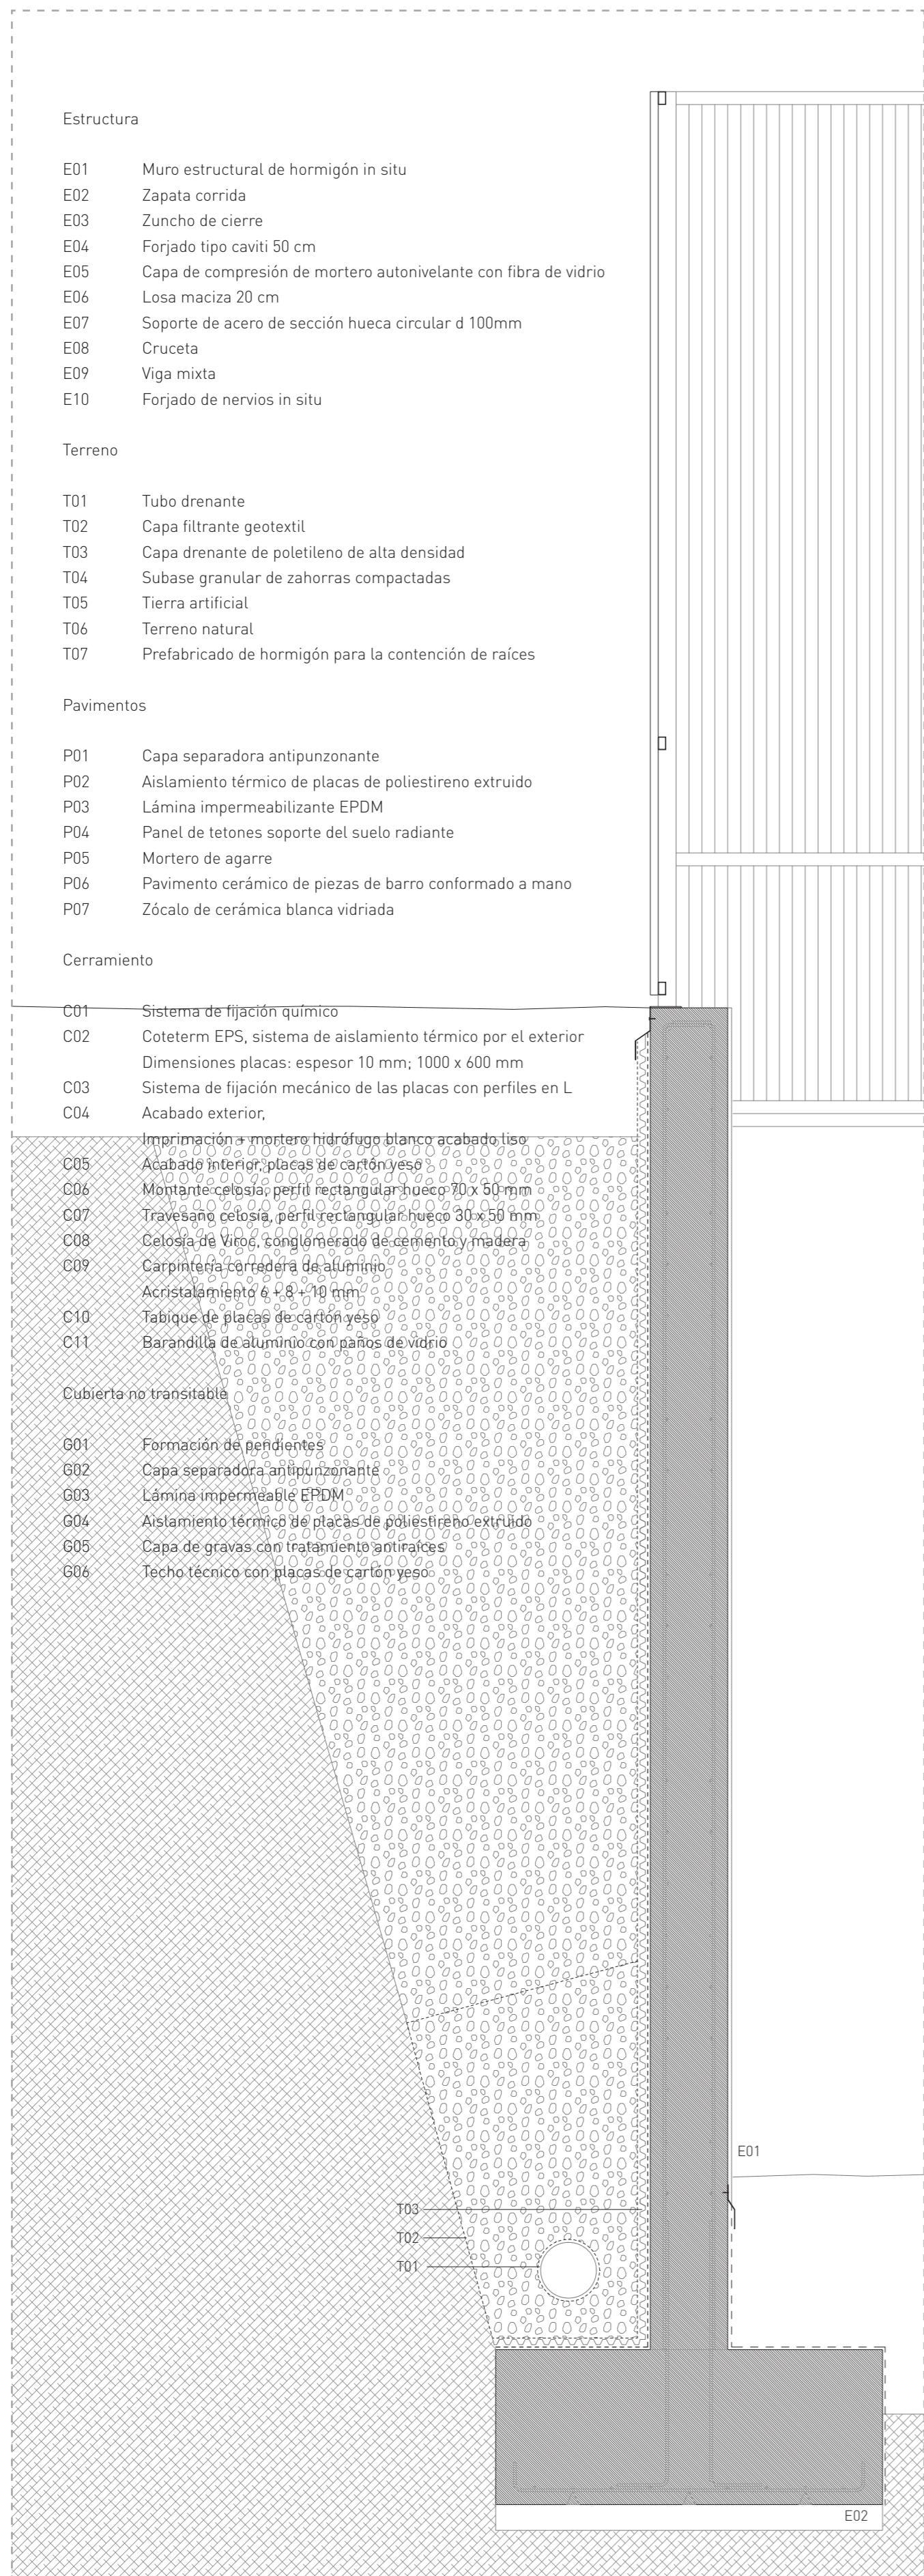 Estructura
E01 Muro estructural de hormigón in situ
E02 Zapata corrida
E03 Zuncho de cierre
E04 Forjado tipo caviti 50 cm
E05 Capa de compresión de mortero autonivelante con fibra de vidrio
E06 Losa maciza 20 cm
E07 Soporte de acero de sección hueca circular d 100mm
E08 Cruceta
E09 Viga mixta
E10 Forjado de nervios in situ
Terreno
T01 Tubo drenante
T02 Capa filtrante geotextil
T03 Capa drenante de poletileno de alta densidad
T04 Subase granular de zahorras compactadas
T05 Tierra artificial
T06 Terreno natural
T07 Prefabricado de hormigón para la contención de raíces
Pavimentos
P01 Capa separadora antipunzonante
P02 Aislamiento térmico de placas de poliestireno extruido
P03 Lámina impermeabilizante EPDM
P04 Panel de tetones soporte del suelo radiante
P05 Mortero de agarre
P06 Pavimento cerámico de piezas de barro conformado a mano
P07 Zócalo de cerámica blanca vidriada
Cerramiento
C01 Sistema de fijación químico
C02 Coteterm EPS, sistema de aislamiento térmico por el exterior
Dimensiones placas: espesor 10 mm; 1000 x 600 mm
C03 Sistema de fijación mecánico de las placas con perfiles en L
C04 Acabado exterior,
Imprimación + mortero hidrófugo blanco acabado liso
C05 Acabado interior, placas de cartón yeso
C06 Montante celosía, perfil rectangular hueco 70 x 50 mm
C07 Travesaño celosía, perfil rectangular hueco 30 x 50 mm
C08 Celosía de Viroc, conglomerado de cemento y madera
C09 Carpintería corredera de aluminio
Acristalamiento 6 + 8 + 10 mm
C10 Tabique de placas de cartón yeso
C11 Barandilla de aluminio con paños de vidrio
Cubierta no transitable
G01 Formación de pendientes
G02 Capa separadora antipunzonante
G03 Lámina impermeable EPDM
G04 Aislamiento térmico de placas de poliestireno extruido
G05 Capa de gravas con tratamiento antiraíces
G06 Techo técnico con placas de cartón yeso
E01
T03
T02
T01
E02